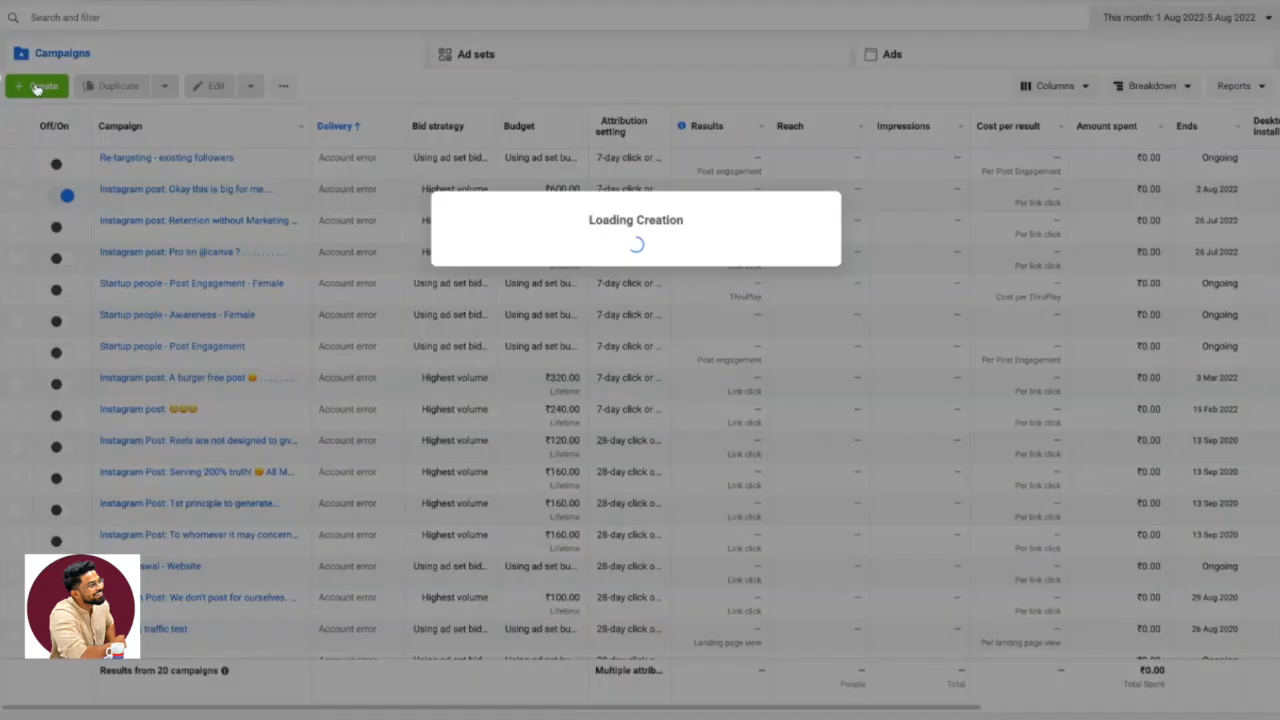 Search and filter
This month: 1 Aug 2022-5 Aug 2022
Campaigns
Ad sets
Ads
+ Create
Duplicate
Edit
Columns
Breakdown
Reports
Off/On
Campaign
Delivery ↑
Bid strategy
Budget
Attribution
setting
Results
Reach
Impressions
Cost per result
Amount spent
Ends
Re-targeting - existing followers
Account error
Using ad set bid...
Using ad set bu...
7-day click or ...
—
—
—
—
₹0.00
Ongoing
Post engagement
Per Post Engagement
Instagram post: Okay this is big for me....
Account error
Highest volume
₹600.00
7-day click or ...
₹0.00
2 Aug 2022
Per link click
Instagram post: Retention without Marketing ...
Account error
₹0.00
26 Jul 2022
Per link click
Instagram post: Pro on @canva ? . . . . . . . . . .
Account error
₹0.00
26 Jul 2022
Per link click
Startup people - Post Engagement - Female
Account error
Using ad set bid...
Using ad set bu...
7-day click or ...
—
—
—
—
₹0.00
Ongoing
ThruPlay
Cost per ThruPlay
Startup people - Awareness - Female
Account error
Using ad set bid...
Using ad set bu...
7-day click or ...
—
—
—
—
₹0.00
Ongoing
Startup people - Post Engagement
Account error
Using ad set bid...
Using ad set bu...
7-day click or ...
—
—
—
—
₹0.00
Ongoing
Post engagement
Per Post Engagement
Instagram post: A burger free post 😄 . . . . . .
Account error
Highest volume
₹320.00
7-day click or ...
—
—
—
—
₹0.00
3 Mar 2022
Lifetime
Link click
Per link click
Instagram post: 😂😂😂
Account error
Highest volume
₹240.00
7-day click or ...
—
—
—
—
₹0.00
19 Feb 2022
Lifetime
Link click
Per link click
Instagram Post: Reels are not designed to giv...
Account error
Highest volume
₹120.00
28-day click o...
—
—
—
—
₹0.00
13 Sep 2020
Lifetime
Link click
Per link click
Instagram Post: Serving 200% truth! 😄 All M...
Account error
Highest volume
₹160.00
28-day click o...
—
—
—
—
₹0.00
13 Sep 2020
Lifetime
Link click
Per link click
Instagram Post: 1st principle to generate...
Account error
Highest volume
₹160.00
28-day click o...
—
—
—
—
₹0.00
13 Sep 2020
Lifetime
Link click
Per link click
Instagram Post: To whomever it may concern...
Account error
Highest volume
₹160.00
28-day click o...
—
—
—
—
₹0.00
13 Sep 2020
Lifetime
Link click
Per link click
awal - Website
Account error
Using ad set bid...
Using ad set bu...
28-day click o...
—
—
—
—
₹0.00
Ongoing
Link click
Per link click
m Post: We don't post for ourselves. ...
Account error
Highest volume
₹100.00
28-day click o...
—
—
—
—
₹0.00
29 Aug 2020
Lifetime
Link click
Per link click
traffic test
Account error
Using ad set bid...
Using ad set bu...
28-day click o...
—
—
—
—
₹0.00
26 Aug 2020
Landing page view
Per landing page view
Results from 20 campaigns
Multiple attrib...
—
—
—
—
₹0.00
People
Total
Total Spent
Loading Creation